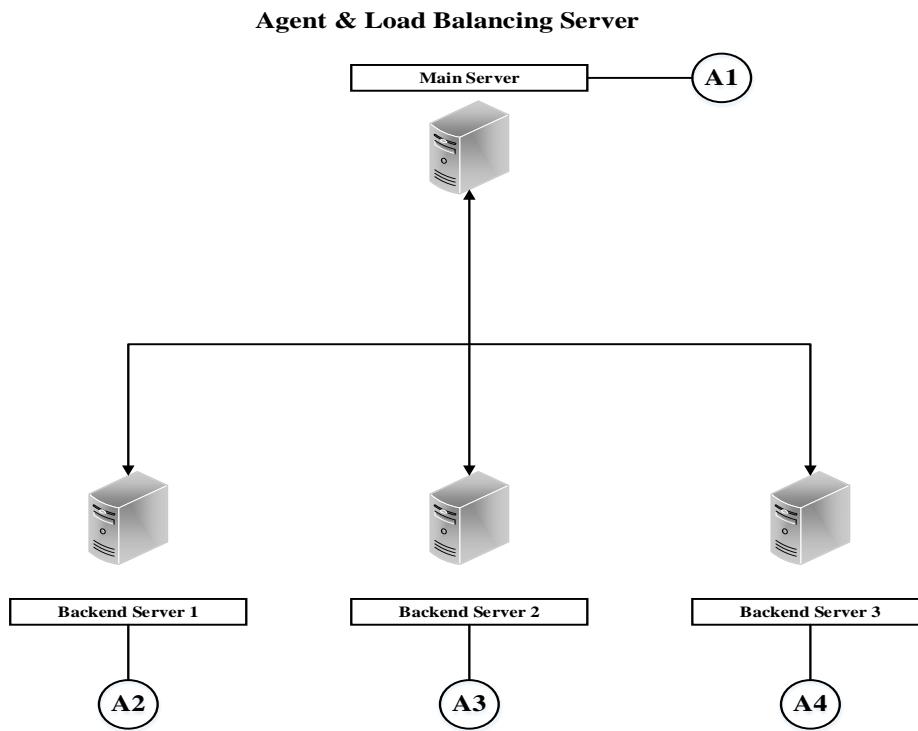 Agent & Load Balancing Server
Main Server
A1
Backend Server 1
Backend Server 2
Backend Server 3
A2
A3
A4